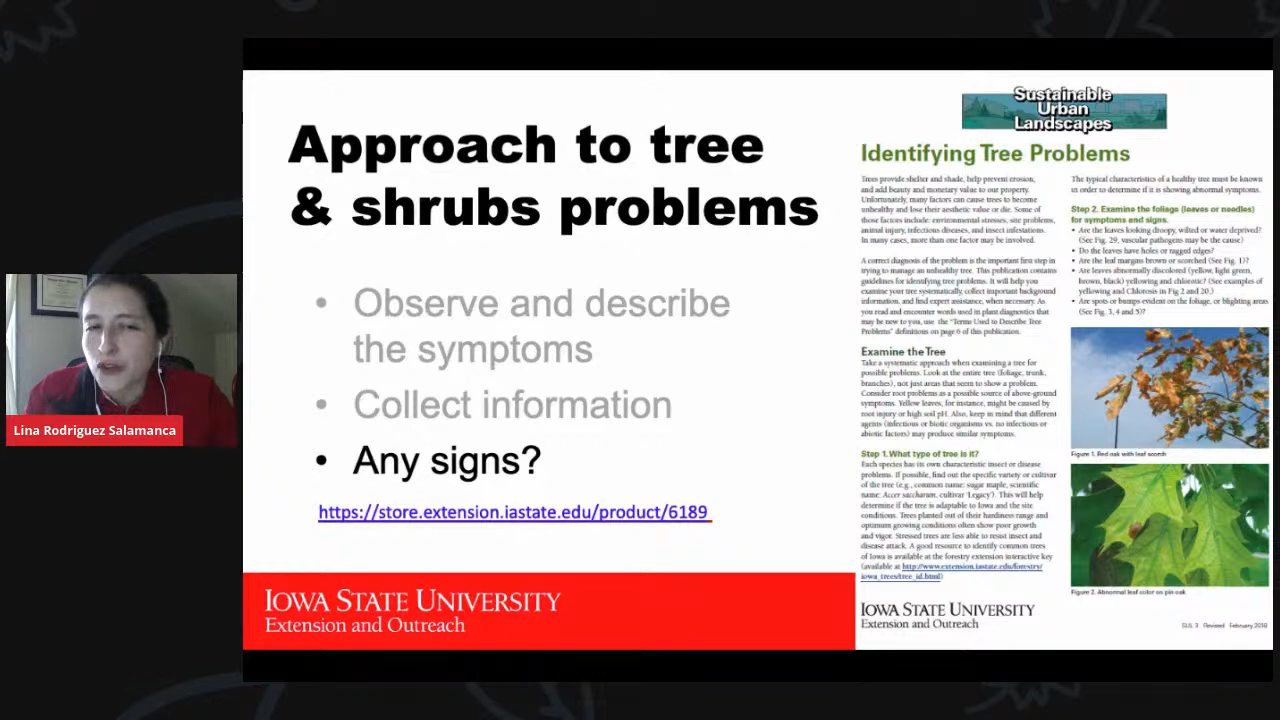 Approach to tree
& shrubs problems
• Observe and describe
the symptoms
• Collect information
• Any signs?
https://store.extension.iastate.edu/product/6189
IOWA STATE UNIVERSITY
Extension and Outreach
Lina Rodriguez Salamanca
Sustainable
Urban
Landscapes
Identifying Tree Problems
Trees provide shelter and shade, help prevent erosion,
and add beauty and monetary value to our property.
Unfortunately, many factors can cause trees to become
unhealthy and lose their aesthetic value or die. Some of
those factors include: environmental stresses, site problems,
animal injury, infectious diseases, and insect infestations.
In many cases, more than one factor may be involved.
A correct diagnosis of the problem is the important first step in
trying to manage an unhealthy tree. This publication contains
guidelines for identifying tree problems. It will help you
examine your tree systematically, collect important background
information, and find expert assistance, when necessary. As
you read and encounter words used in plant diagnostics that
may be new to you, use the "Terms Used to Describe Tree
Problems" definitions on page 6 of this publication.
Examine the Tree
Take a systematic approach when examining a tree for
possible problems. Look at the entire tree (foliage, trunk,
branches), not just areas that seem to show a problem.
Consider root problems as a possible source of above-ground
symptoms. Yellow leaves, for instance, might be caused by
root injury or high soil pH. Also, keep in mind that different
agents (infectious or biotic organisms vs. no infectious or
abiotic factors) may produce similar symptoms.
Step 1. What type of tree is it?
Each species has its own characteristic insect or disease
problems. If possible, find out the specific variety or cultivar
of the tree (e.g., common name: sugar maple, scientific
name: Acer saccharum, cultivar 'Legacy'). This will help
determine if the tree is adaptable to Iowa and the site
conditions. Trees planted out of their hardiness range and
optimum growing conditions often show poor growth
and vigor. Stressed trees are less able to resist insect and
disease attack. A good resource to identify common trees
of Iowa is available at the forestry extension interactive key
(available at http://www.extension.iastate.edu/forestry/
iowa_trees/tree_id.html)
The typical characteristics of a healthy tree must be known
in order to determine if it is showing abnormal symptoms.
Step 2. Examine the foliage (leaves or needles)
for symptoms and signs.
• Are the leaves looking droopy, wilted or water deprived?
(See Fig. 29, vascular pathogens may be the cause)
• Do the leaves have holes or ragged edges?
• Are the leaf margins brown or scorched (See Fig. 1)?
• Are leaves abnormally discolored (yellow, light green,
brown, black) yellowing and chlorotic? (See examples of
yellowing and Chlorosis in Fig 2 and 20.)
• Are spots or bumps evident on the foliage, or blighting areas
(See Fig. 3, 4 and 5)?
Figure 1. Red oak with leaf scorch
Figure 2. Abnormal leaf color on pin oak
IOWA STATE UNIVERSITY
Extension and Outreach
SUL 3 Revised February 2018